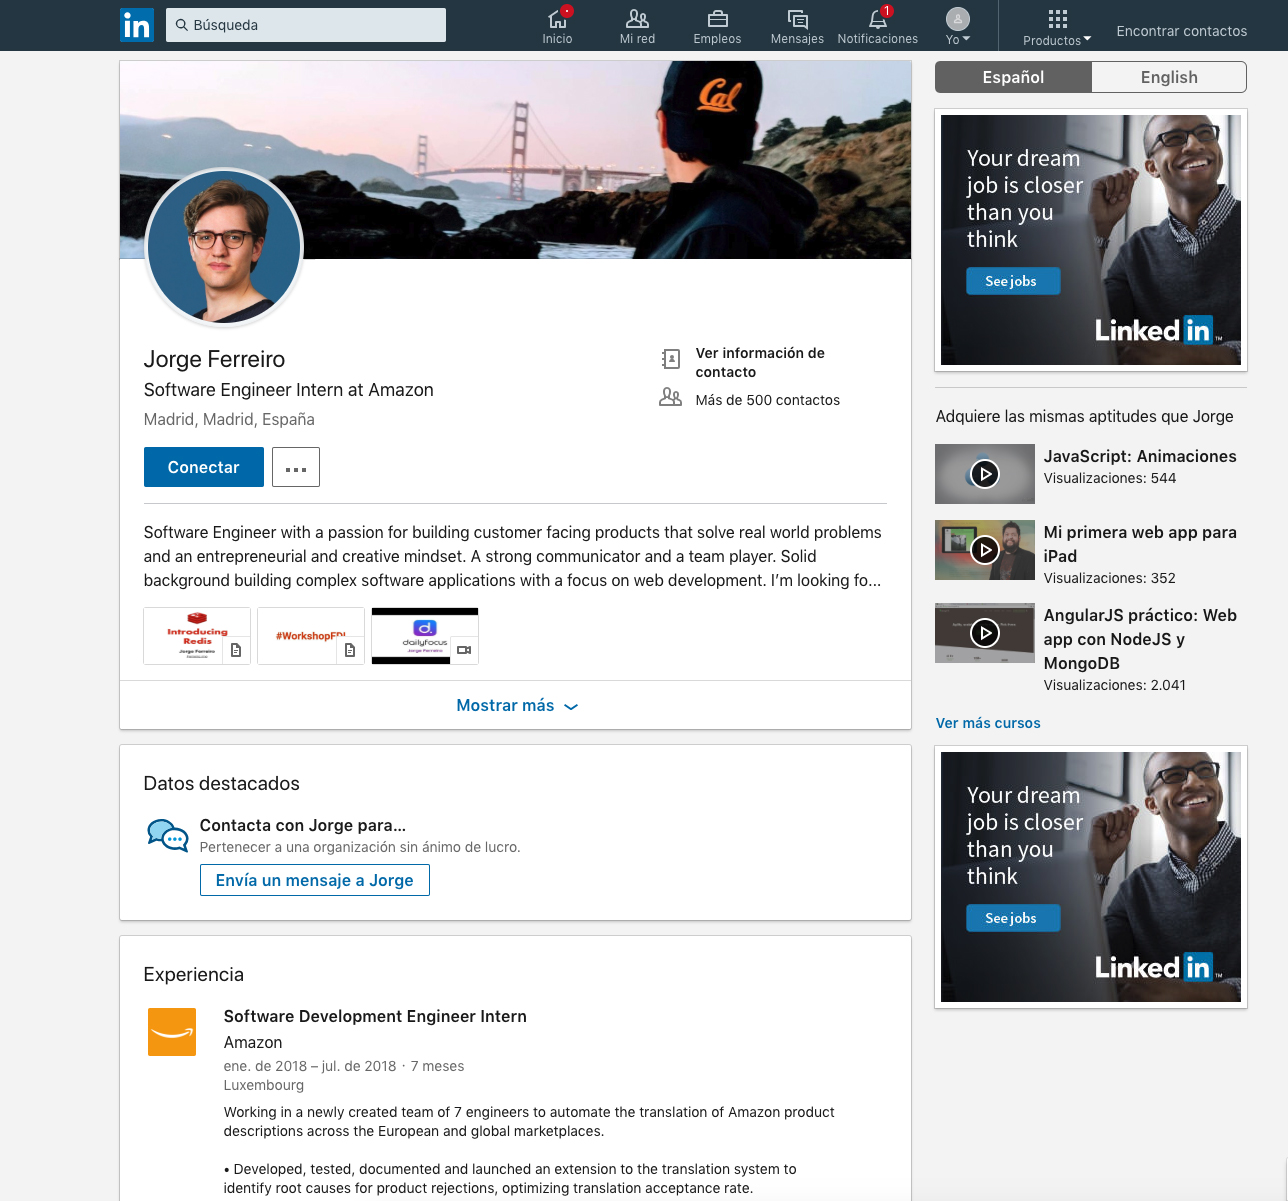 in
Búsqueda
Inicio
Mi red
Empleos
Mensajes
1
Notificaciones
Yo
Productos
Encontrar contactos
Cal
Jorge Ferreiro
Software Engineer Intern at Amazon
Madrid, Madrid, España
Ver información de
contacto
Más de 500 contactos
Conectar
...
Software Engineer with a passion for building customer facing products that solve real world problems
and an entrepreneurial and creative mindset. A strong communicator and a team player. Solid
background building complex software applications with a focus on web development. I'm looking fo...
Introducing
Redis
Jorge Ferreiro
#WorkshopEDI
d.
dailyfocus
Jorge Ferreiro
Mostrar más
Datos destacados
Contacta con Jorge para...
Pertenecer a una organización sin ánimo de lucro.
Envía un mensaje a Jorge
Experiencia
Software Development Engineer Intern
Amazon
ene. de 2018 – jul. de 2018 · 7 meses
Luxembourg
Working in a newly created team of 7 engineers to automate the translation of Amazon product
descriptions across the European and global marketplaces.
• Developed, tested, documented and launched an extension to the translation system to
identify root causes for product rejections, optimizing translation acceptance rate.
Español
English
Your dream
job is closer
than you
think
See jobs
Linked in™
Adquiere las mismas aptitudes que Jorge
JavaScript: Animaciones
Visualizaciones: 544
Mi primera web app para
iPad
Visualizaciones: 352
AngularJS práctico: Web
app con NodeJS y
MongoDB
Visualizaciones: 2.041
Ver más cursos
Your dream
job is closer
than you
think
See jobs
Linked in™